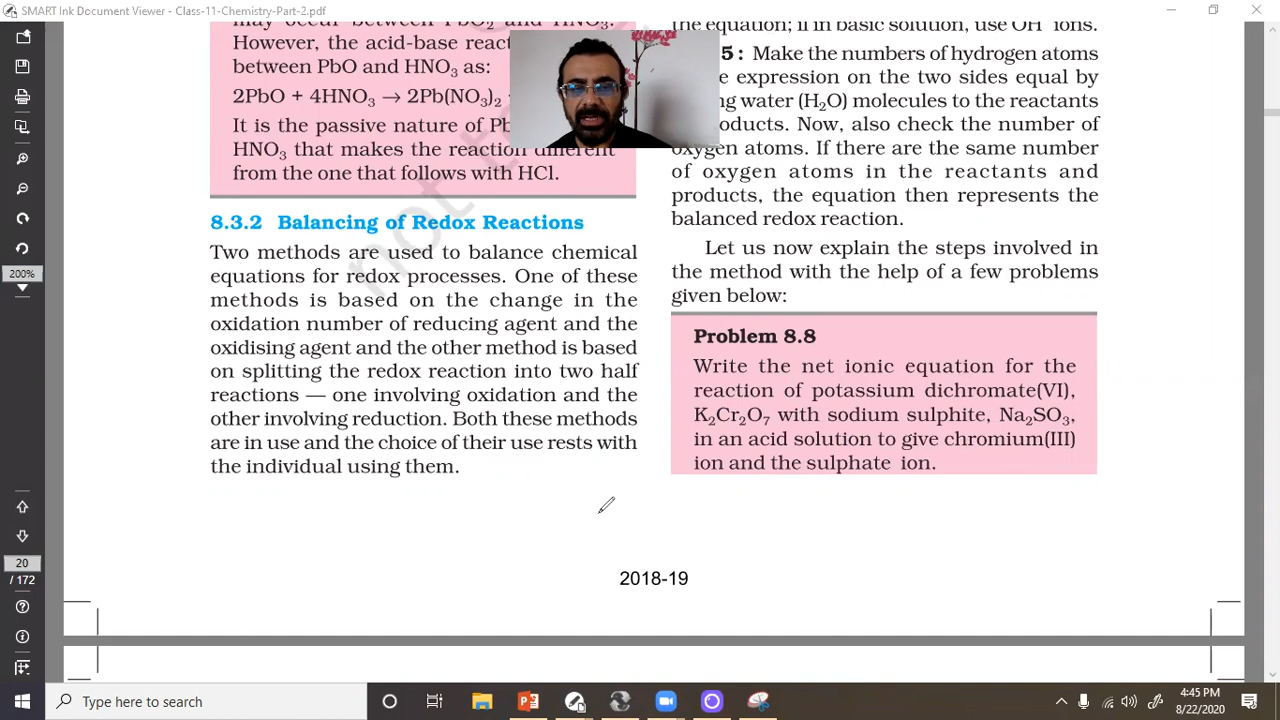 SMART Ink Document Viewer - Class-11-Chemistry-Part-2.pdf
may occur between PbO2 and HNO3.
However, the acid-base
between PbO and HNO3 as:
2PbO + 4HNO3 → 2Pb(NO3)2
It is the passive nature of
HNO3 that makes the reaction different
from the one that follows with HCl.
8.3.2 Balancing of Redox Reactions
Two methods are used to balance chemical
equations for redox processes. One of these
methods is based on the change in the
oxidation number of reducing agent and the
oxidising agent and the other method is based
on splitting the redox reaction into two half
reactions — one involving oxidation and the
other involving reduction. Both these methods
are in use and the choice of their use rests with
the individual using them.
the equation; if in basic solution, use OH⁻ ions.
5 : Make the numbers of hydrogen atoms
expression on the two sides equal by
water (H2O) molecules to the reactants
Now, also check the number of
oxygen atoms. If there are the same number
of oxygen atoms in the reactants and
products, the equation then represents the
balanced redox reaction.
Let us now explain the steps involved in
the method with the help of a few problems
given below:
Problem 8.8
Write the net ionic equation for the
reaction of potassium dichromate(VI),
K2Cr2O7 with sodium sulphite, Na2SO3,
in an acid solution to give chromium(III)
ion and the sulphate ion.
not
2018-19
200%
20
/ 172
Type here to search
4:45 PM
8/22/2020